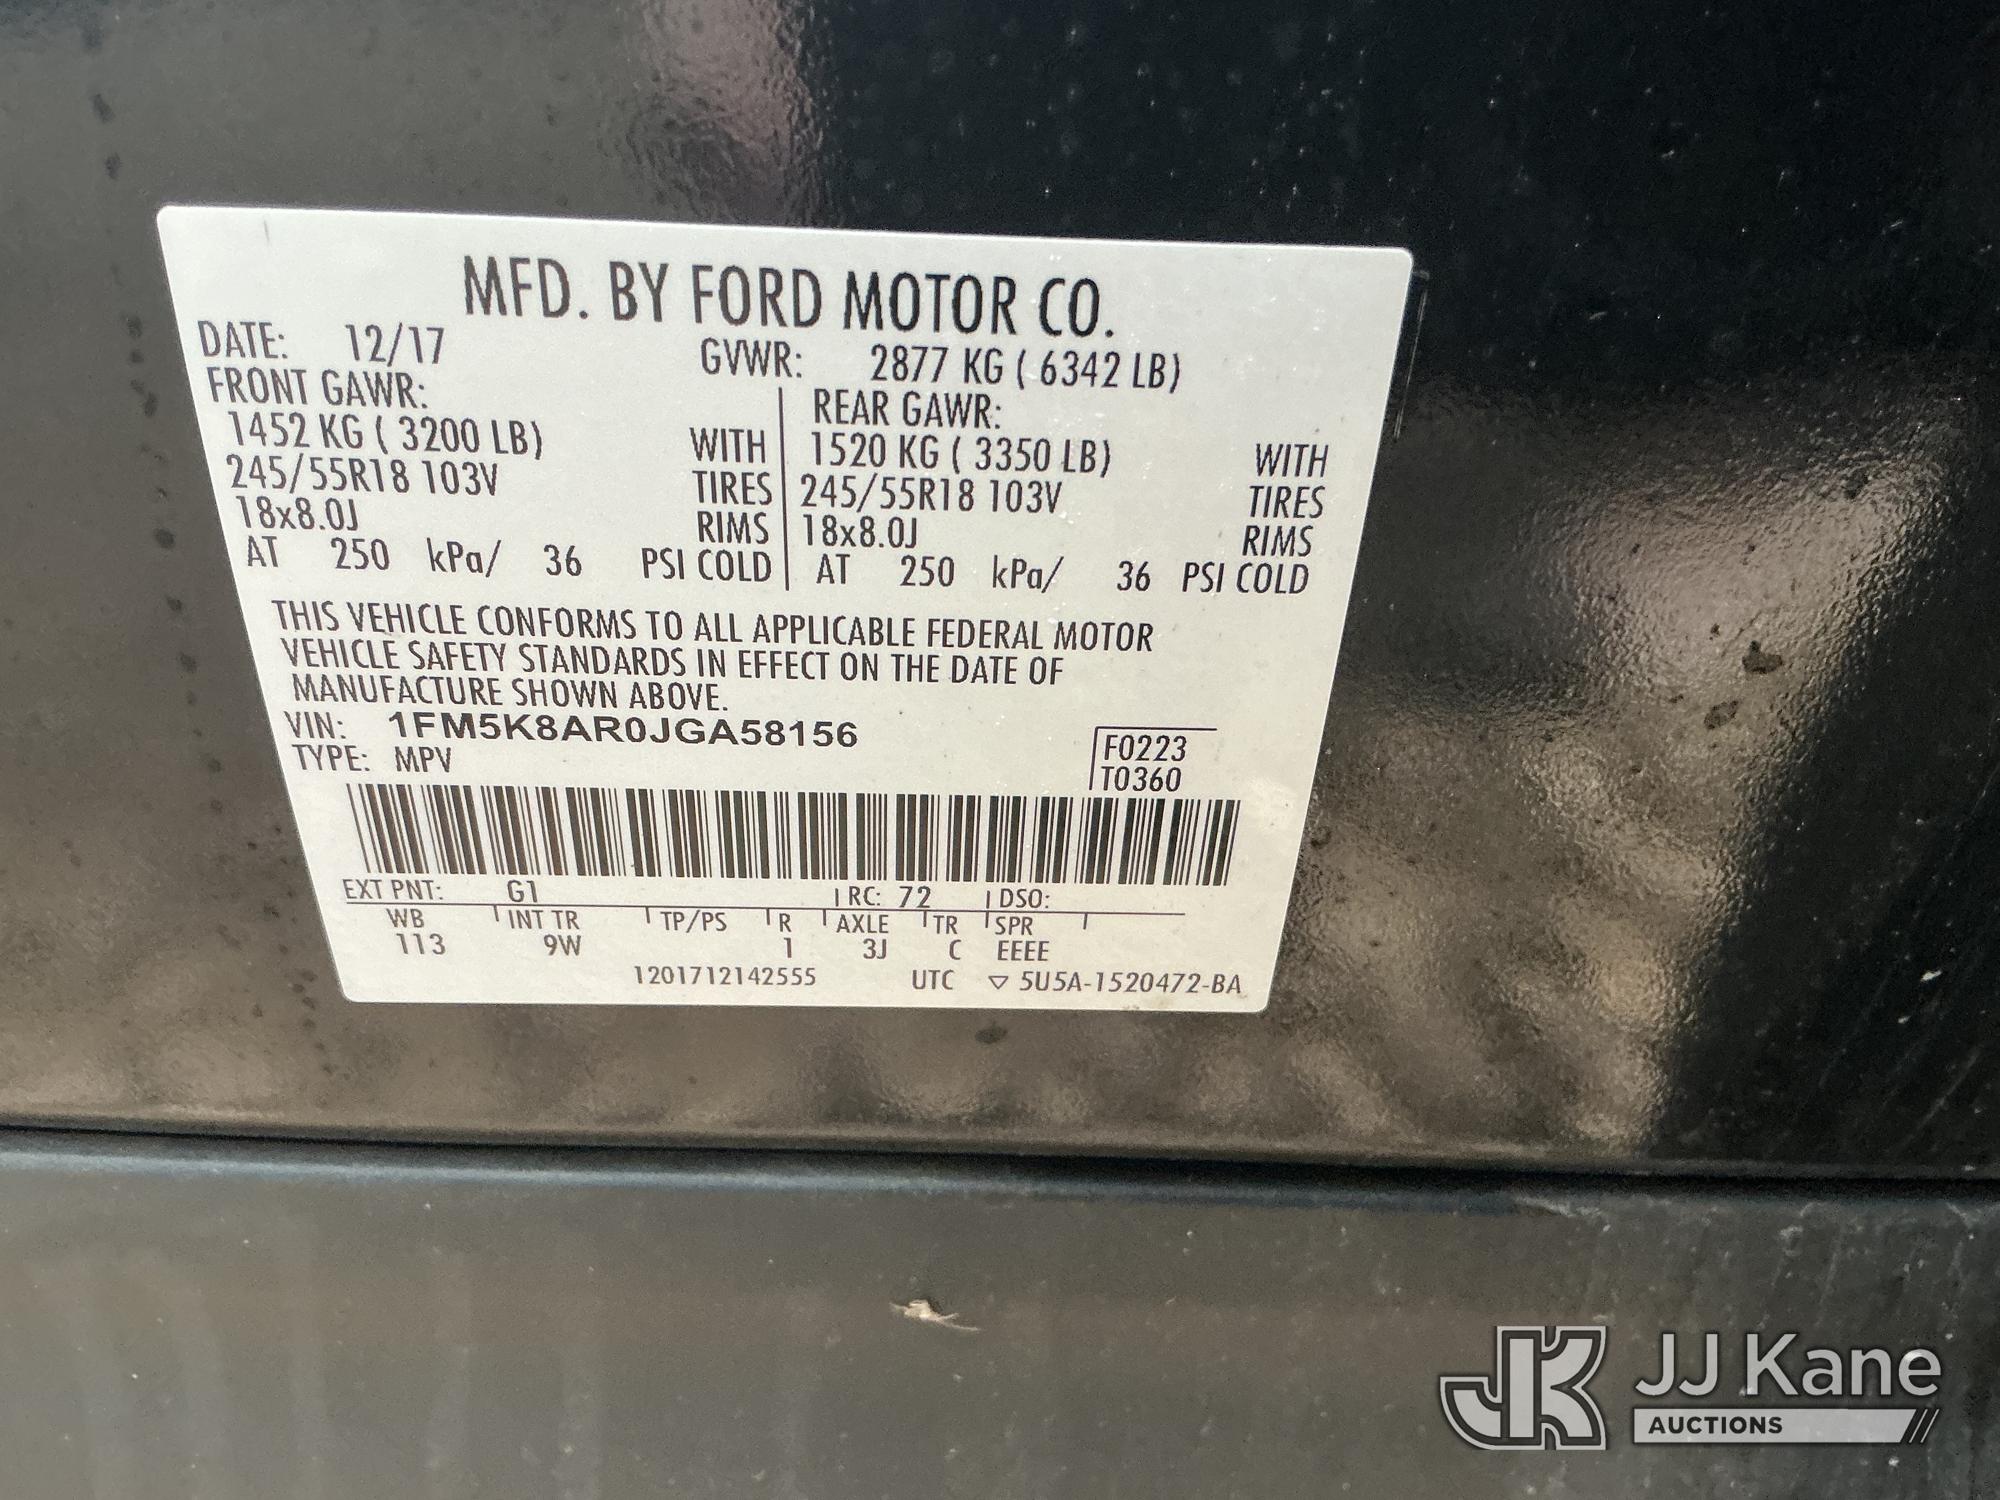 MFD. BY FORD MOTOR CO.
DATE: 12/17 GVWR: 2877 KG ( 6342 LB)
FRONT GAWR: REAR GAWR:
1452 KG ( 3200 LB) WITH 1520 KG ( 3350 LB) WITH
245/55R18 103V TIRES 245/55R18 103V TIRES
18x8.0J RIMS 18x8.0J RIMS
AT 250 kPa/ 36 PSI COLD AT 250 kPa/ 36 PSI COLD
THIS VEHICLE CONFORMS TO ALL APPLICABLE FEDERAL MOTOR
VEHICLE SAFETY STANDARDS IN EFFECT ON THE DATE OF
MANUFACTURE SHOWN ABOVE.
VIN: 1FM5K8AR0JGA58156 F0223
TYPE: MPV T0360
EXT PNT: G1 RC: 72 DSO:
WB INT TR TP/PS R AXLE TR SPR
113 9W 1 3J C EEEE
1201712142555 UTC ▽ 5U5A-1520472-BA
JK JJ Kane
AUCTIONS